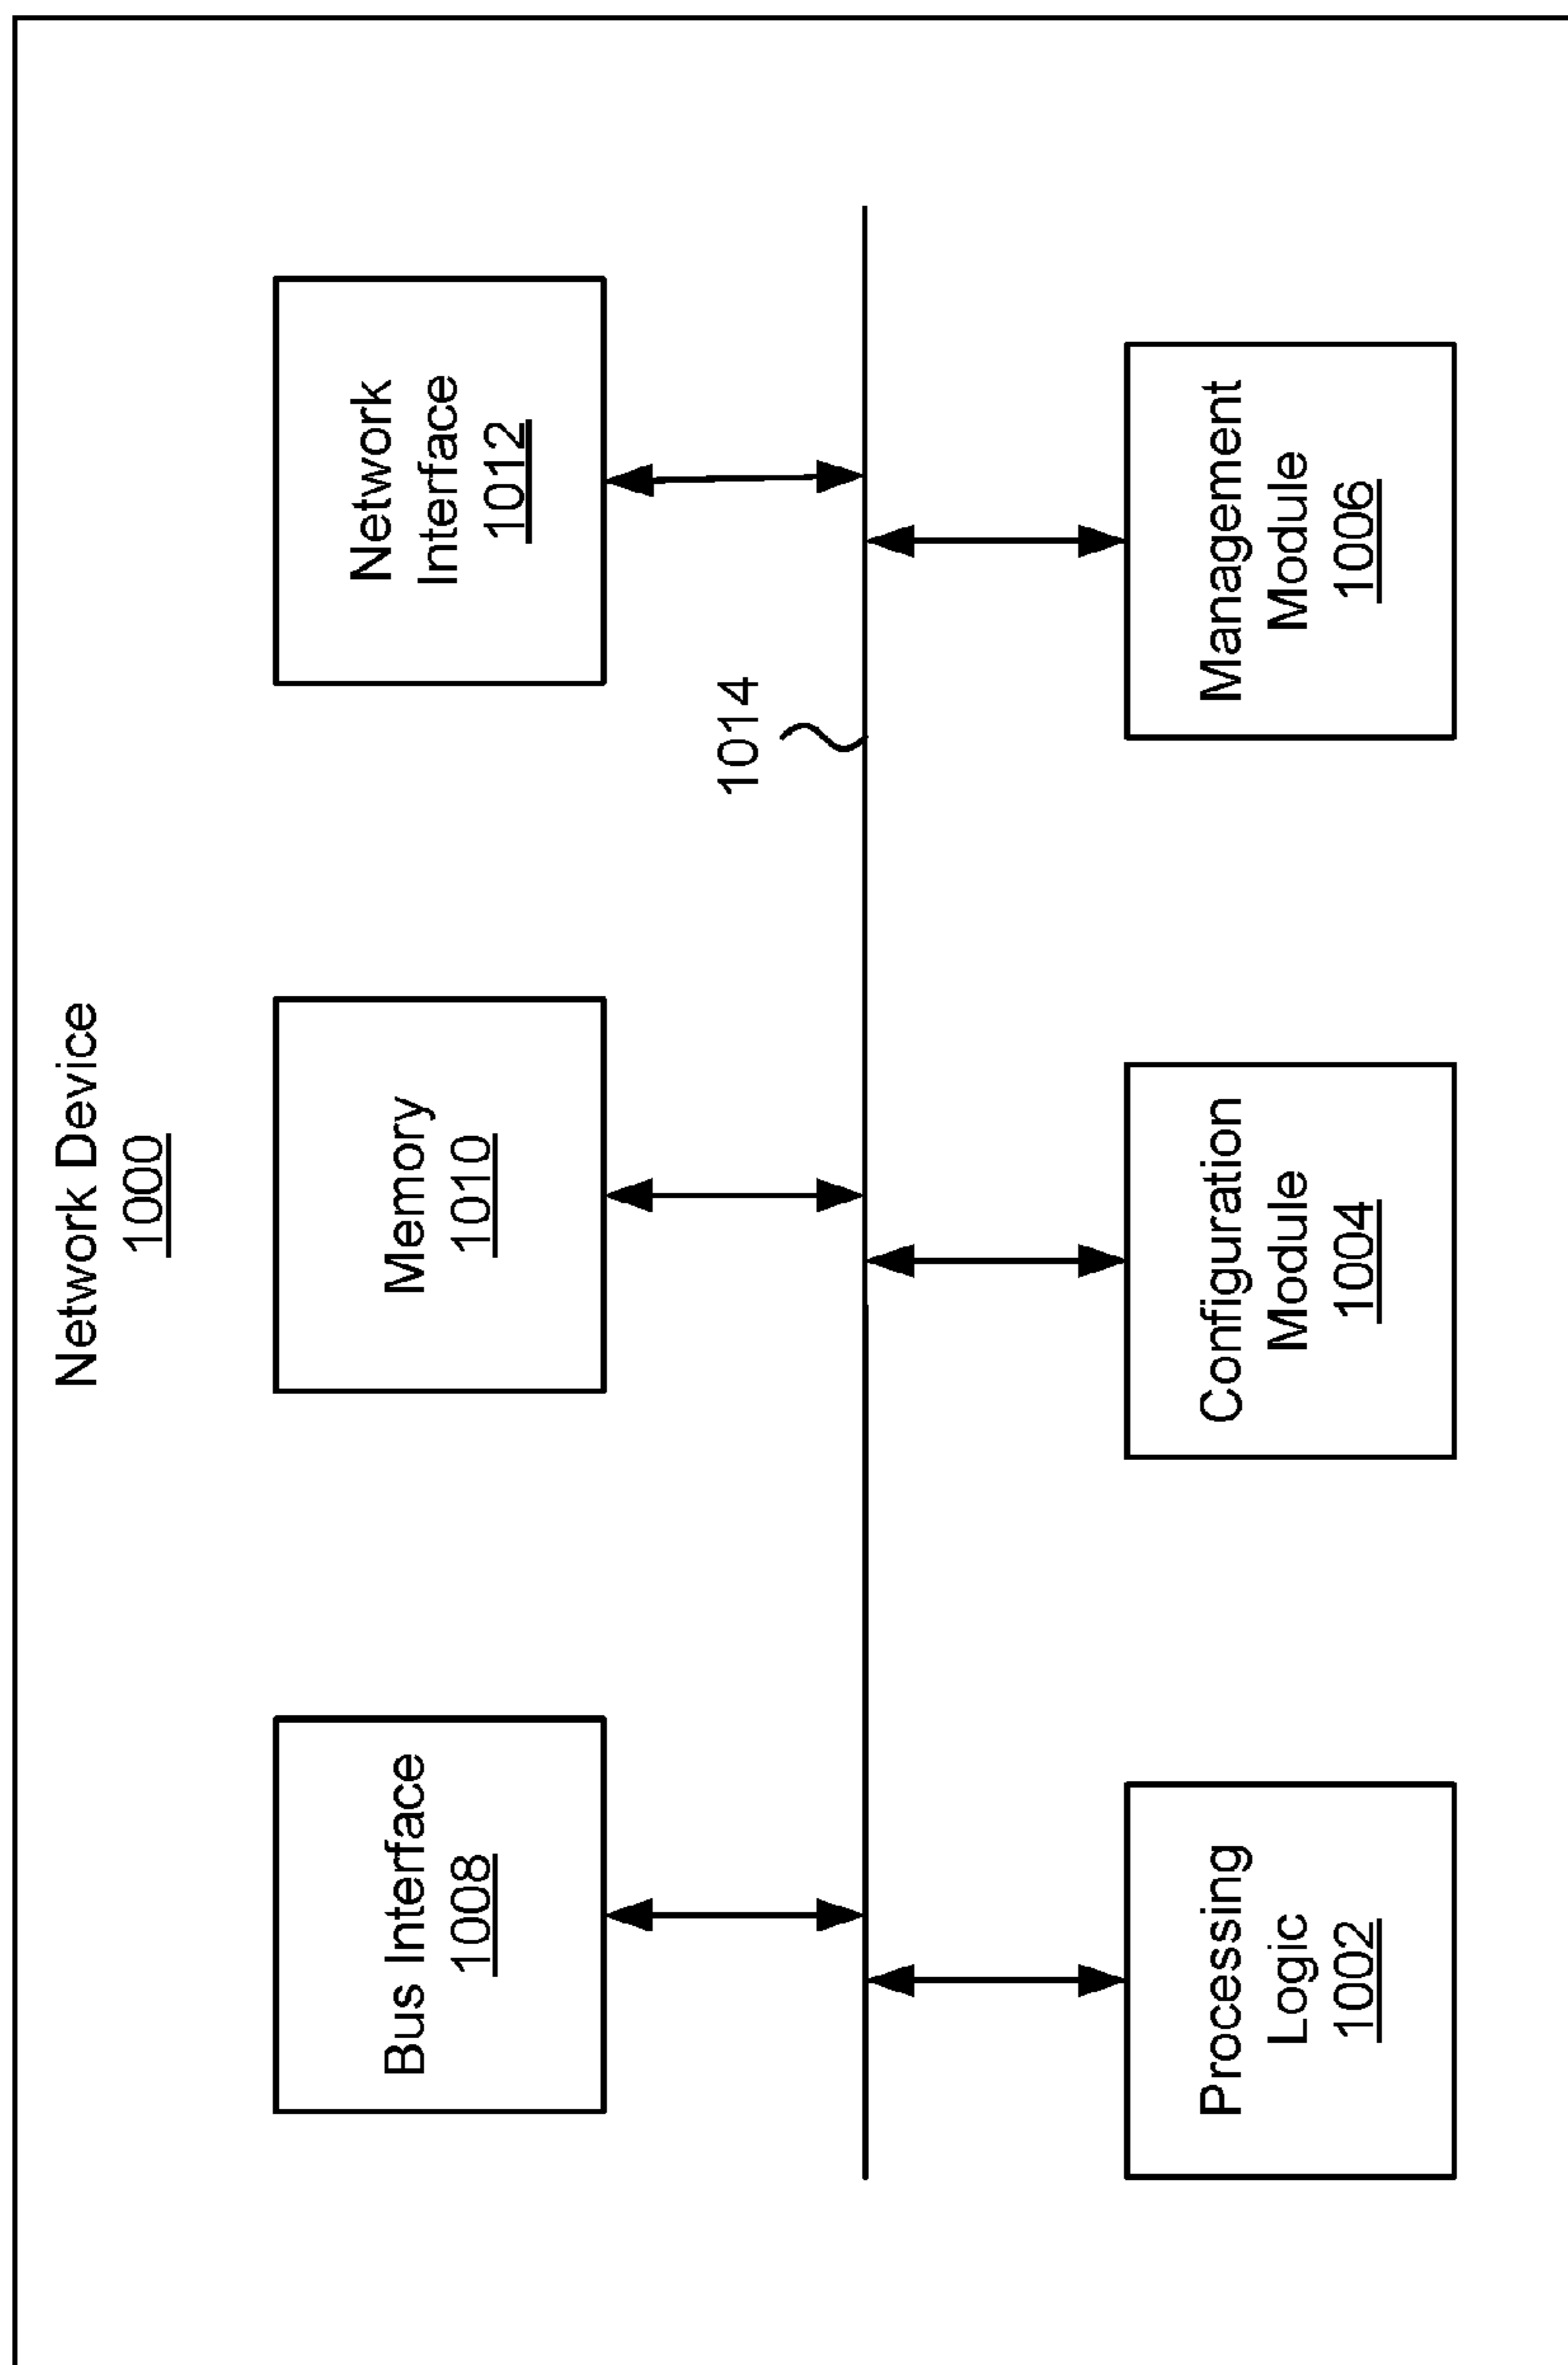 Network Device
1000
Bus Interface
1008
Memory
1010
Network
Interface
1012
1014
Processing
Logic
1002
Configuration
Module
1004
Management
Module
1006